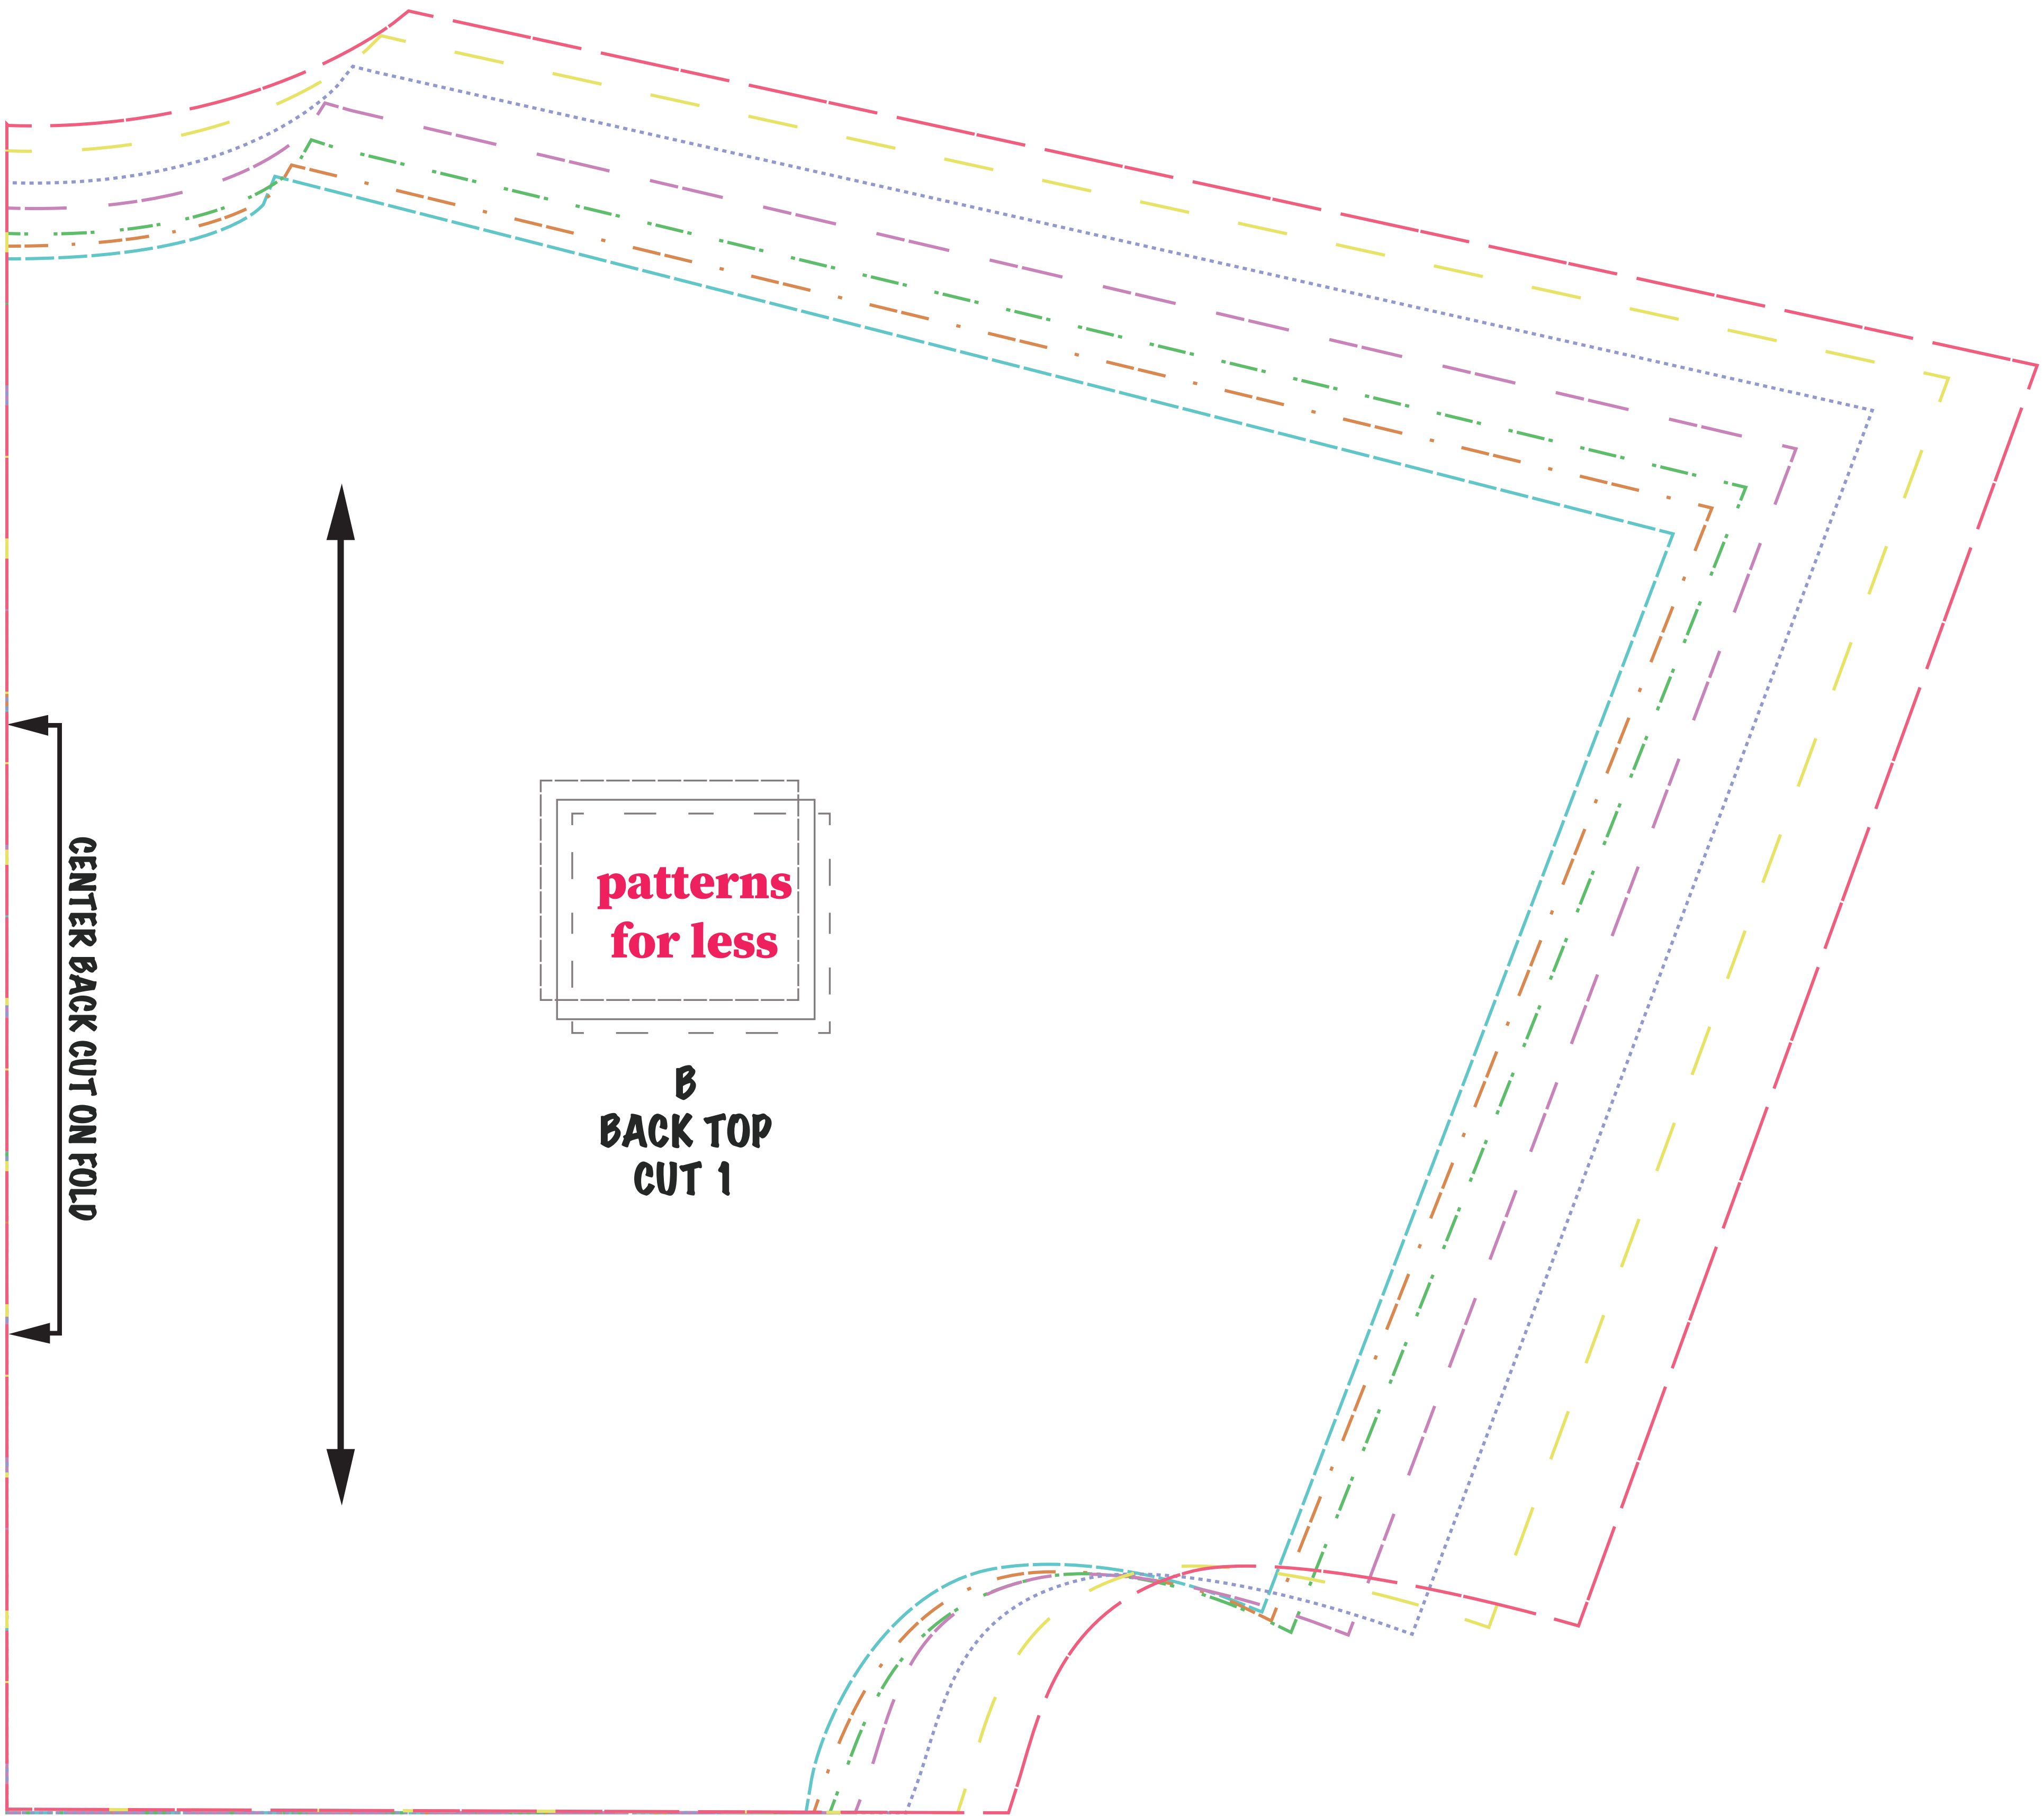 CENTER BACK CUT ON FOLD
patterns
for less
B
BACK TOP
CUT 1